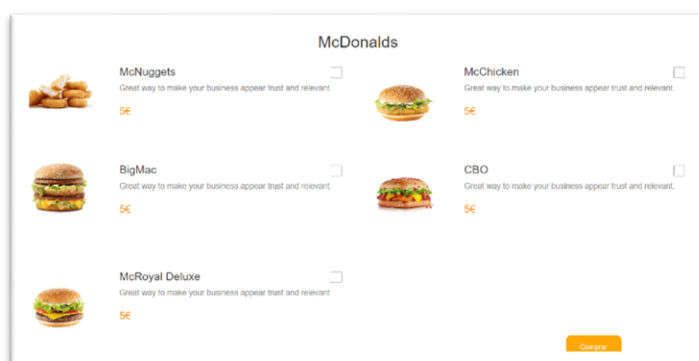 McDonalds
McNuggets
Great way to make your business appear trust and relevant.
5€
McChicken
Great way to make your business appear trust and relevant.
5€
BigMac
Great way to make your business appear trust and relevant.
5€
CBO
Great way to make your business appear trust and relevant.
5€
McRoyal Deluxe
Great way to make your business appear trust and relevant.
5€
Comprar